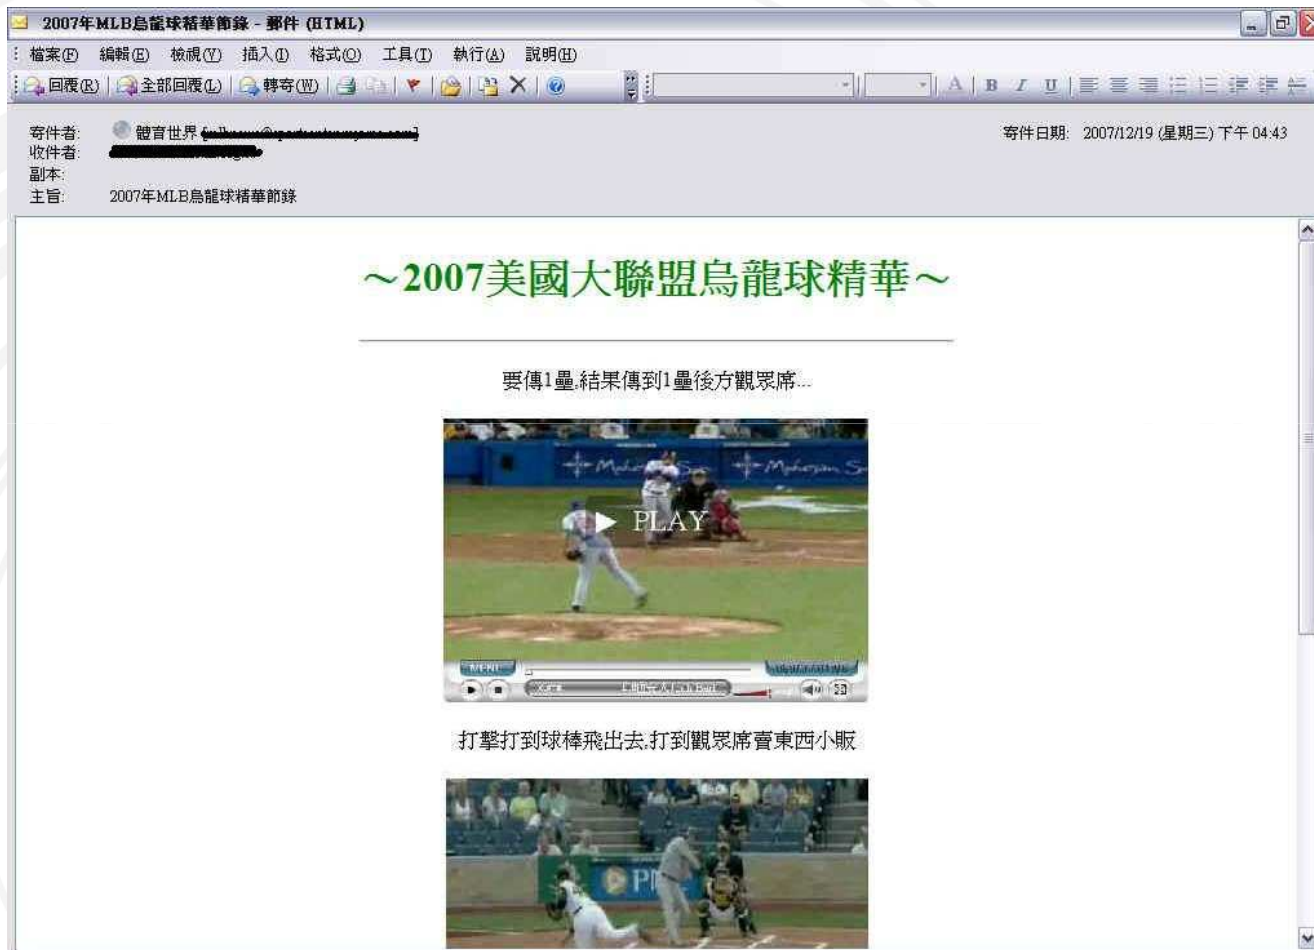 2007年MLB烏龍球精華節錄 - 郵件 (HTML)
檔案(F) 編輯(E) 檢視(V) 插入(I) 格式(O) 工具(T) 執行(A) 說明(H)
回覆(R) 全部回覆(L) 轉寄(W) A B I U
寄件者: 體育世界 寄件日期: 2007/12/19 (星期三) 下午 04:43
收件者:
副本:
主旨: 2007年MLB烏龍球精華節錄
～2007美國大聯盟烏龍球精華～
要傳1壘,結果傳到1壘後方觀眾席...
PLAY
MENU
打擊打到球棒飛出去,打到觀眾席賣東西小販